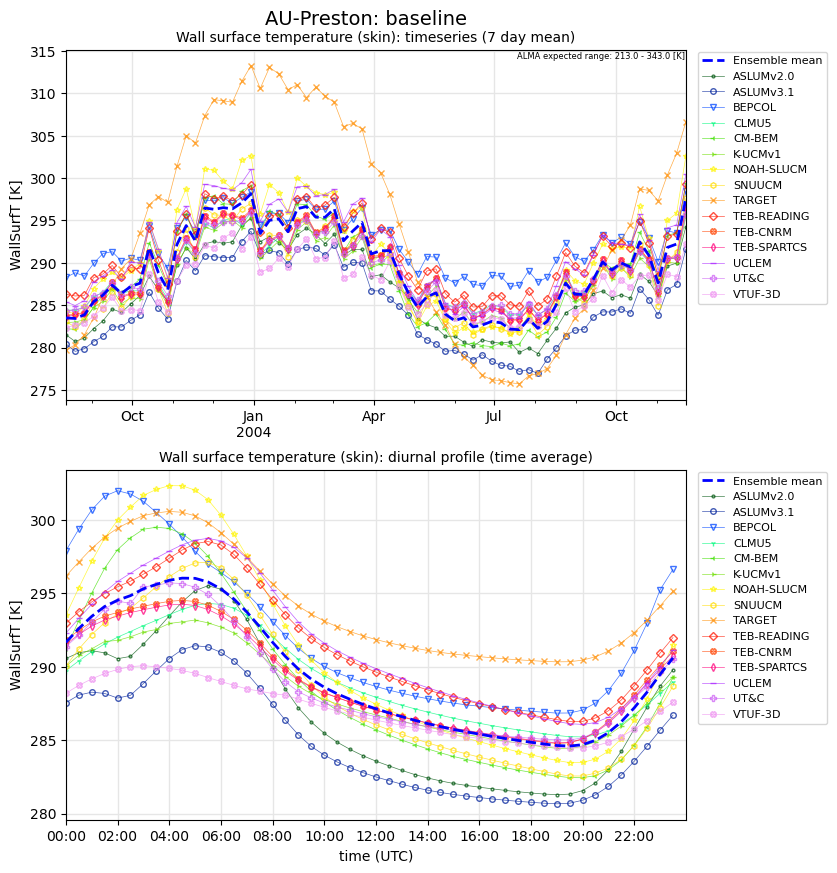 AU-Preston: baseline
Wall surface temperature (skin): timeseries (7 day mean)
ALMA expected range: 213.0 - 343.0 [K]
WallSurfT [K]
315
310
305
300
295
290
285
280
275
Oct
Jan
2004
Apr
Jul
Oct
Ensemble mean
ASLUMv2.0
ASLUMv3.1
BEPCOL
CLMU5
CM-BEM
K-UCMv1
NOAH-SLUCM
SNUUCM
TARGET
TEB-READING
TEB-CNRM
TEB-SPARTCS
UCLEM
UT&C
VTUF-3D
Wall surface temperature (skin): diurnal profile (time average)
WallSurfT [K]
300
295
290
285
280
00:00 02:00 04:00 06:00 08:00 10:00 12:00 14:00 16:00 18:00 20:00 22:00
time (UTC)
Ensemble mean
ASLUMv2.0
ASLUMv3.1
BEPCOL
CLMU5
CM-BEM
K-UCMv1
NOAH-SLUCM
SNUUCM
TARGET
TEB-READING
TEB-CNRM
TEB-SPARTCS
UCLEM
UT&C
VTUF-3D